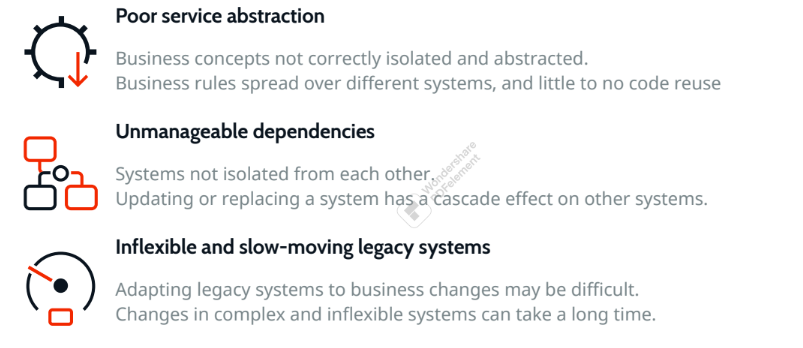 Poor service abstraction
Business concepts not correctly isolated and abstracted.
Business rules spread over different systems, and little to no code reuse
Unmanageable dependencies
Systems not isolated from each other.
Updating or replacing a system has a cascade effect on other systems.
Wondershare
PDFelement
Inflexible and slow-moving legacy systems
Adapting legacy systems to business changes may be difficult.
Changes in complex and inflexible systems can take a long time.